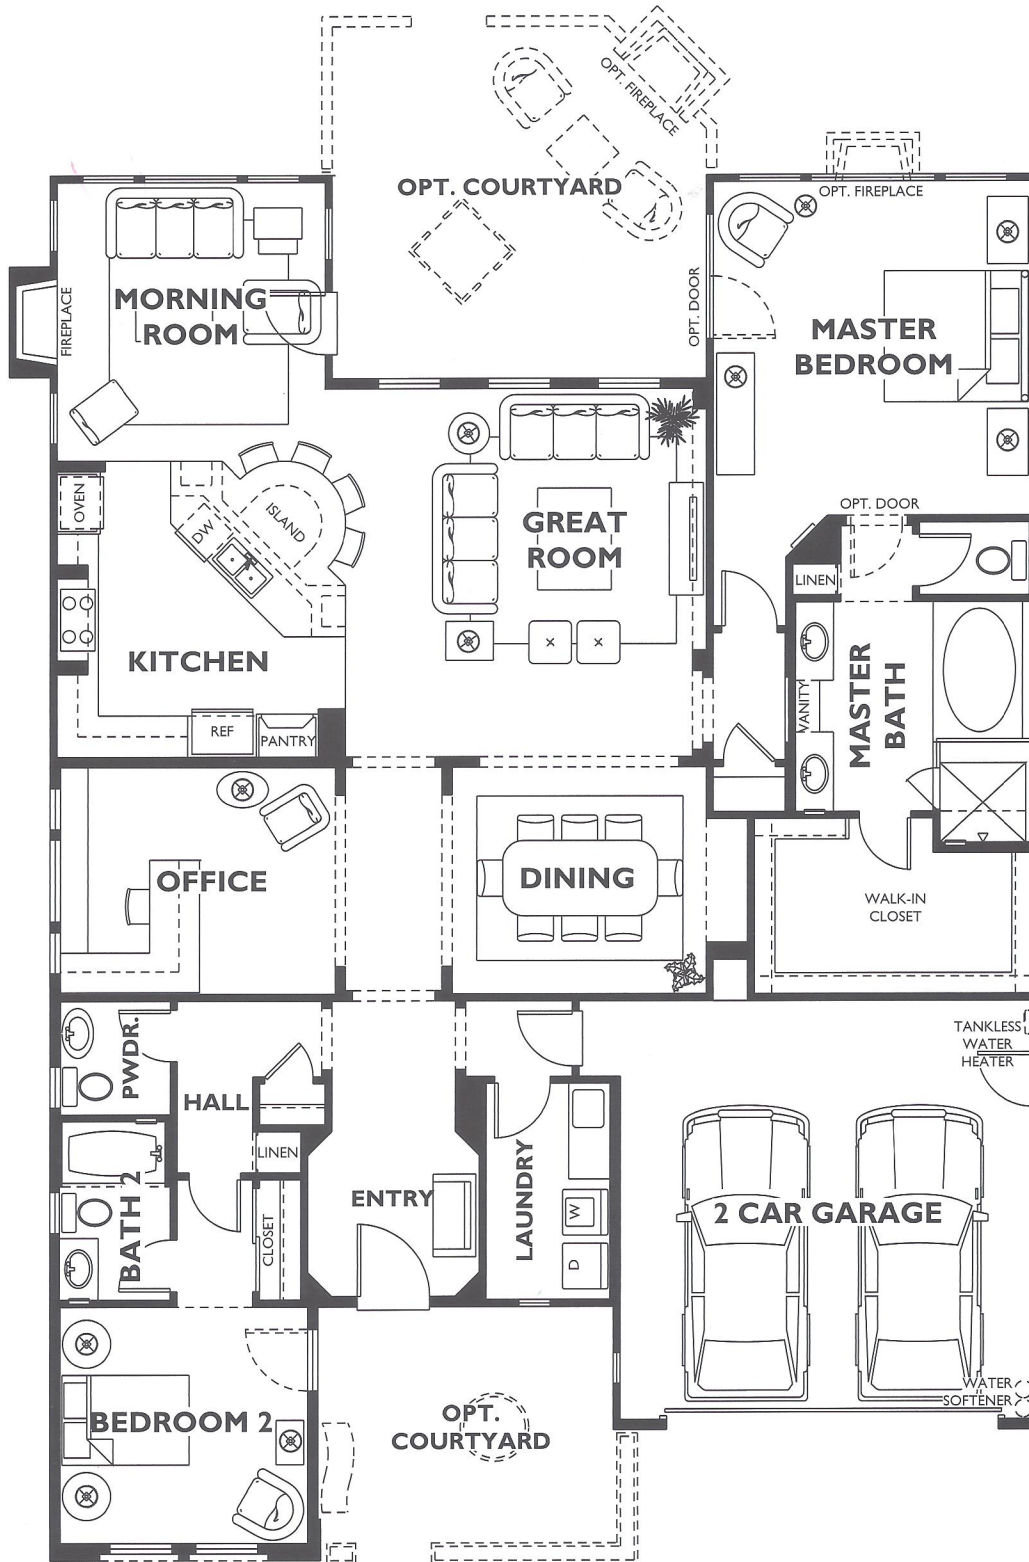 OPT. FIREPLACE
OPT. COURTYARD
OPT. FIREPLACE
MORNING
ROOM
FIREPLACE
OPT. DOOR
MASTER
BEDROOM
OVEN
DW
ISLAND
GREAT
ROOM
OPT. DOOR
LINEN
KITCHEN
REF
PANTRY
VANITY
MASTER
BATH
OFFICE
DINING
WALK-IN
CLOSET
PWDR.
HALL
TANKLESS
WATER
HEATER
LINEN
BATH 2
CLOSET
ENTRY
LAUNDRY
W
D
2 CAR GARAGE
WATER
SOFTENER
BEDROOM 2
OPT.
COURTYARD